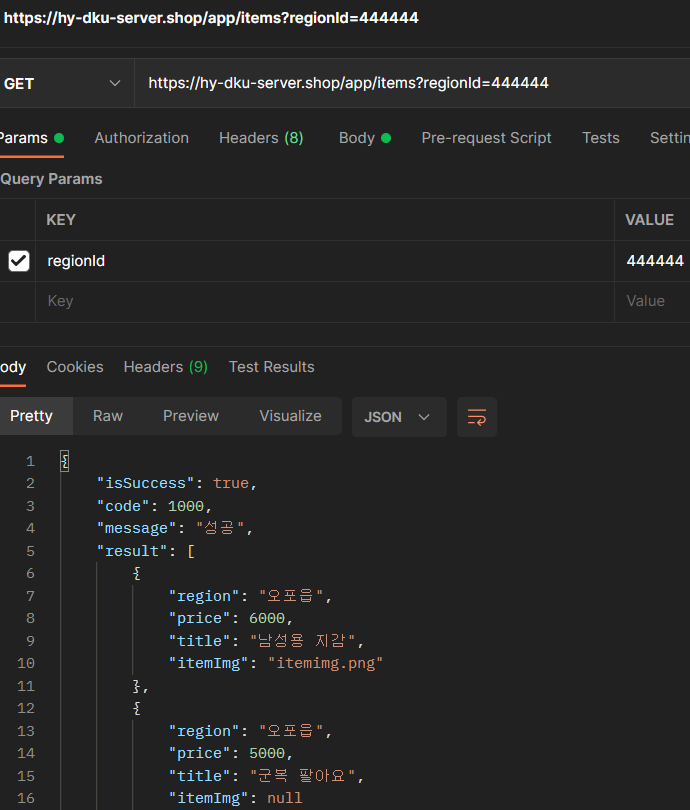 https://hy-dku-server.shop/app/items?regionId=444444
GET https://hy-dku-server.shop/app/items?regionId=444444
Params Authorization Headers (8) Body Pre-request Script Tests Settin
Query Params
KEY VALUE
regionId 444444
Key Value
ody Cookies Headers (9) Test Results
Pretty Raw Preview Visualize JSON
1 {
2 "isSuccess": true,
3 "code": 1000,
4 "message": "성공",
5 "result": [
6 {
7 "region": "오포읍",
8 "price": 6000,
9 "title": "남성용 지갑",
10 "itemImg": "itemimg.png"
11 },
12 {
13 "region": "오포읍",
14 "price": 5000,
15 "title": "군복 팔아요",
16 "itemImg": null